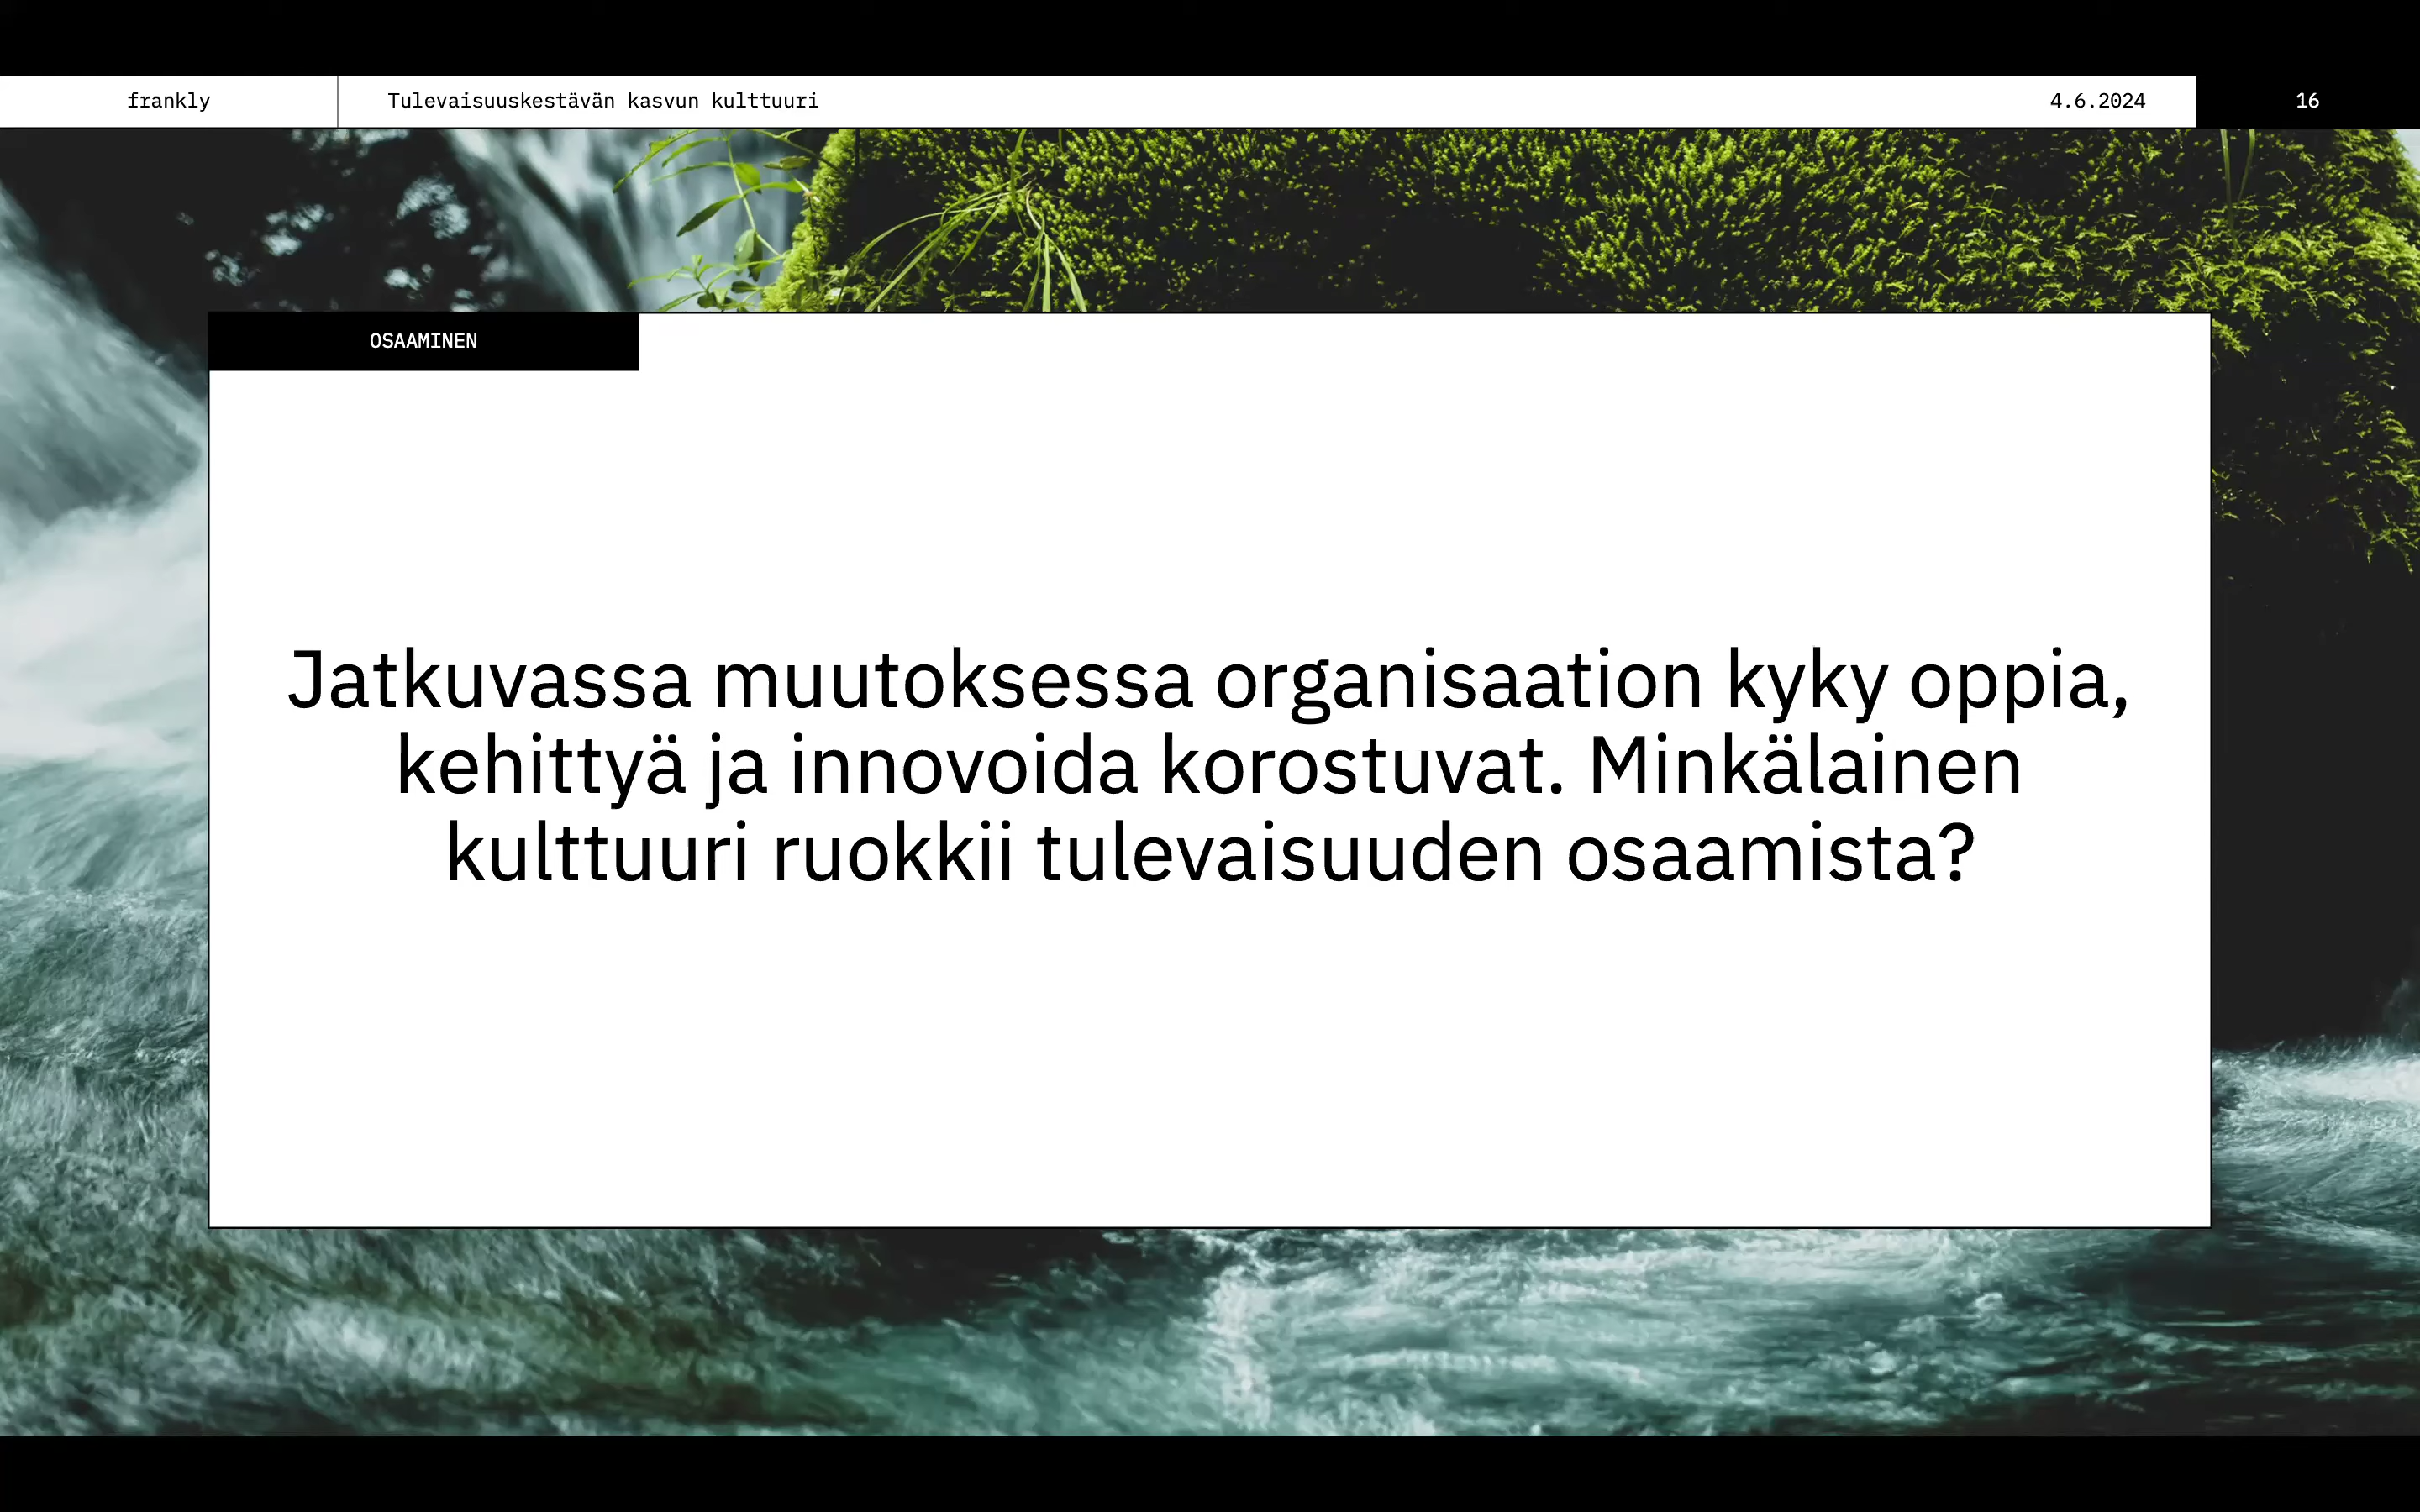 frankly
Tulevaisuuskestävän kasvun kulttuuri
4.6.2024
16
OSAAMINEN
Jatkuvassa muutoksessa organisaation kyky oppia,
kehittyä ja innovoida korostuvat. Minkälainen
kulttuuri ruokkii tulevaisuuden osaamista?